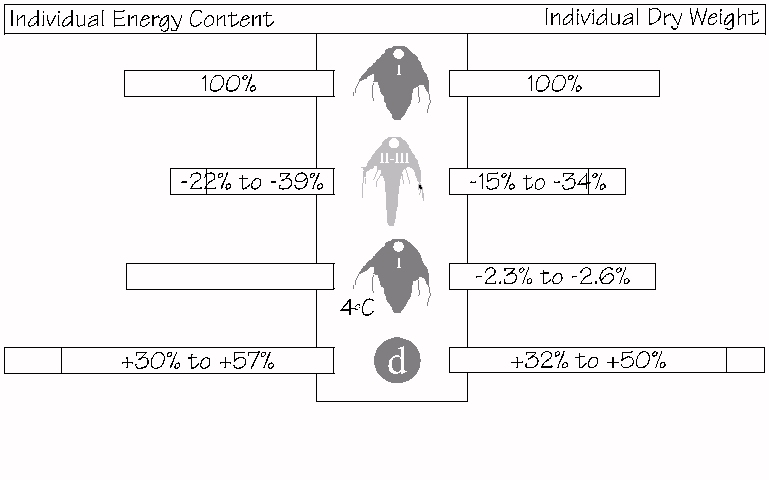 Individual Energy Content Individual Dry Weight
I
100% 100%
II-III
-22% to -39% -15% to -34%
I
-2.3% to -2.6%
4°C
+30% to +57% d +32% to +50%